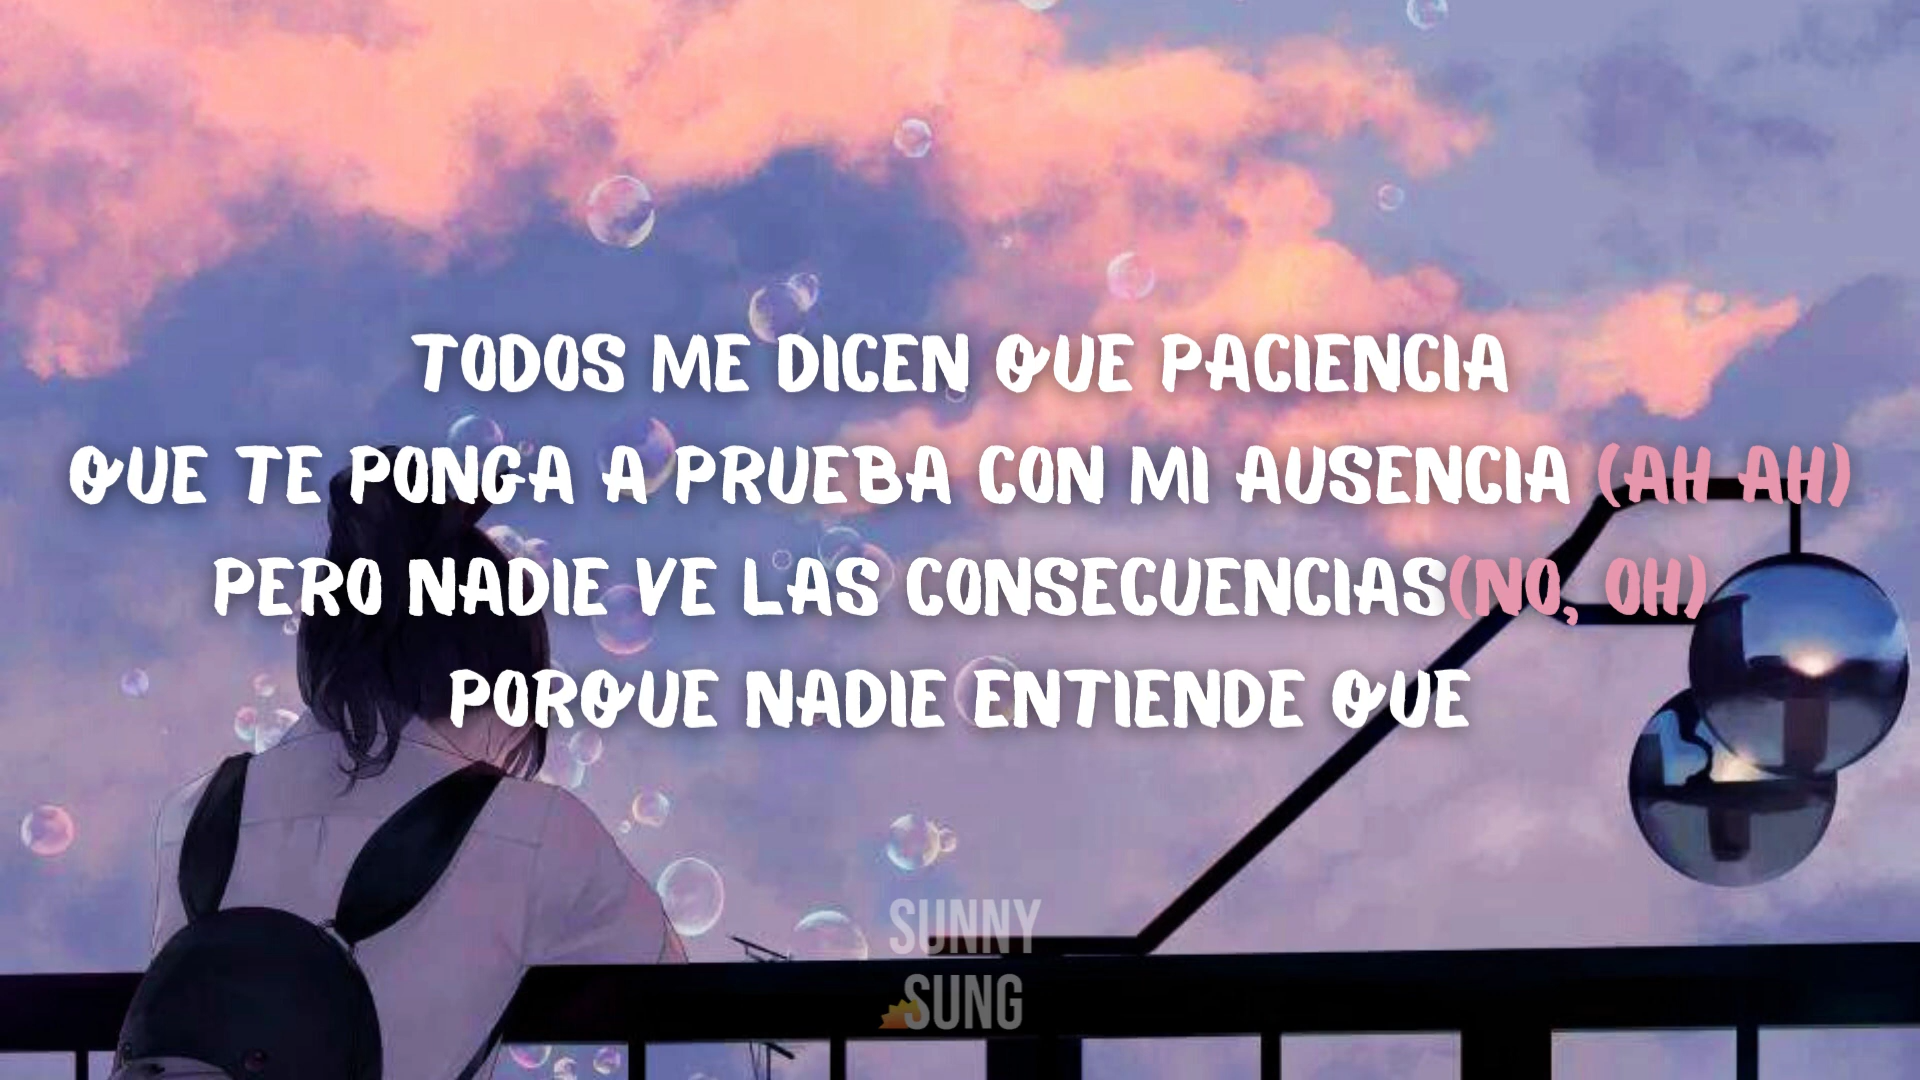 TODOS ME DICEN QUE PACIENCIA
QUE TE PONGA A PRUEBA CON MI AUSENCIA (AH AH)
PERO NADIE VE LAS CONSECUENCIAS(NO, OH)
PORQUE NADIE ENTIENDE QUE
SUNNY
SUNG